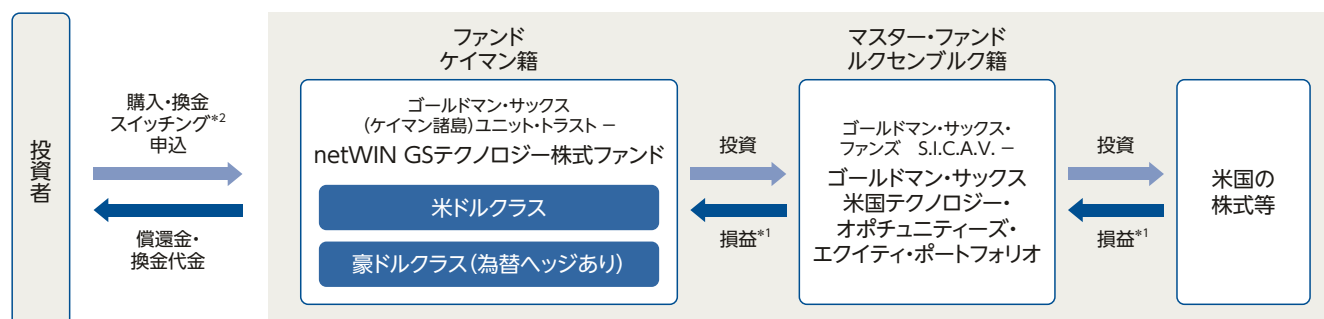 投資者
購入・換金
スイッチング*2
申込
償還金・
換金代金
ファンド
ケイマン籍
ゴールドマン・サックス
(ケイマン諸島)ユニット・トラスト －
netWIN GSテクノロジー株式ファンド
米ドルクラス
豪ドルクラス(為替ヘッジあり)
投資
損益*1
マスター・ファンド
ルクセンブルク籍
ゴールドマン・サックス・
ファンズ　S.I.C.A.V. －
ゴールドマン・サックス
米国テクノロジー・
オポチュニティーズ・
エクイティ・ポートフォリオ
投資
損益*1
米国の
株式等